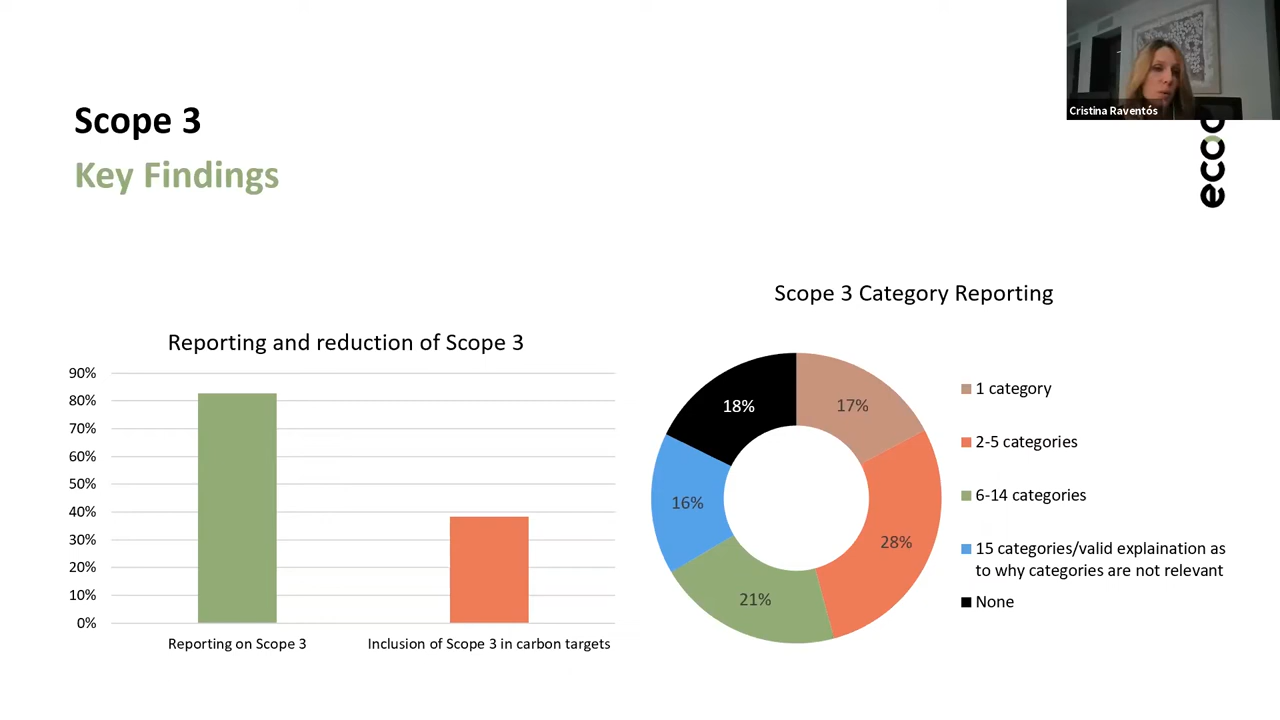 Cristina Raventós
Scope 3
Key Findings
Scope 3 Category Reporting
Reporting and reduction of Scope 3
90%
80%
70%
60%
50%
40%
30%
20%
10%
0%
Reporting on Scope 3
Inclusion of Scope 3 in carbon targets
18%
17%
16%
28%
21%
1 category
2-5 categories
6-14 categories
15 categories/valid explaination as
to why categories are not relevant
None